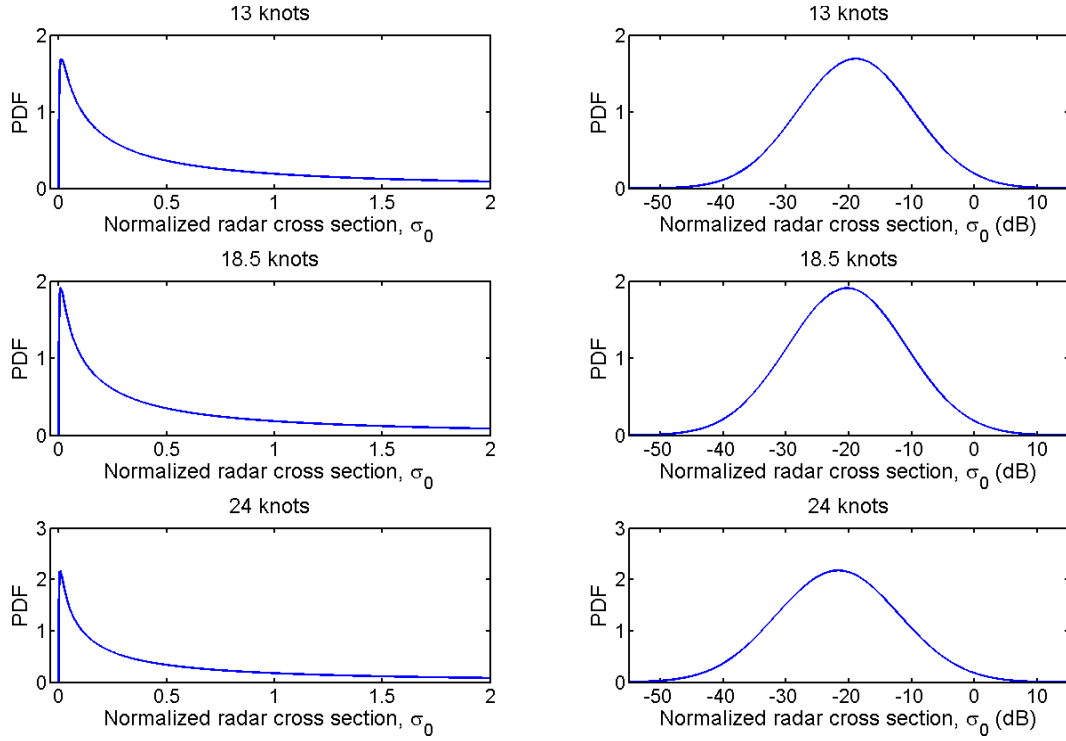 13 knots
PDF
2
1
0
0 0.5 1 1.5 2
Normalized radar cross section, σ0
13 knots
PDF
2
1
0
-50 -40 -30 -20 -10 0 10
Normalized radar cross section, σ0 (dB)
18.5 knots
PDF
2
1
0
0 0.5 1 1.5 2
Normalized radar cross section, σ0
18.5 knots
PDF
2
1
0
-50 -40 -30 -20 -10 0 10
Normalized radar cross section, σ0 (dB)
24 knots
PDF
3
2
1
0
0 0.5 1 1.5 2
Normalized radar cross section, σ0
24 knots
PDF
3
2
1
0
-50 -40 -30 -20 -10 0 10
Normalized radar cross section, σ0 (dB)